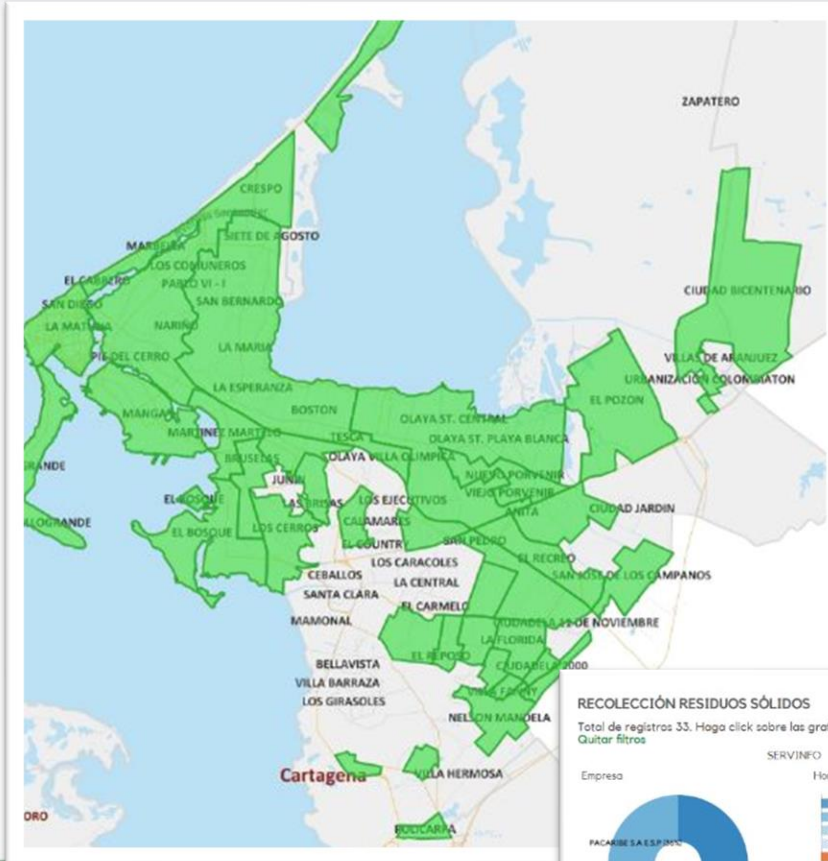 ZAPATERO
CRESPO
SIETE DE AGOSTO
MARBELLA
LOS COMUNEROS
EL CABRERO
PABLO VI - I
CIUDAD BICENTENARIO
SAN DIEGO
SAN BERNARDO
LA MATUNA
NARIÑO
LA MARIA
PIE DEL CERRO
VILLAS DE ARANJUEZ
URBANIZACIÓN COLOMBIATON
LA ESPERANZA
EL POZON
MANGA
BOSTON
OLAYA ST. CENTRAL
MARTINEZ MARTELO
TESCA
OLAYA ST. PLAYA BLANCA
BRUSELAS
OLAYA VILLA OLIMPICA
RANDE
JUNIN
NUEVO PORVENIR
VIEJO PORVENIR
EL BOSQUE
LAS BRISAS
LOS EJECUTIVOS
ANITA
CIUDAD JARDIN
LLOGRANDE
EL BOSQUE
LOS CERROS
CALAMARES
EL COUNTRY
SAN PEDRO
LOS CARACOLES
EL RECREO
CEBALLOS
LA CENTRAL
SAN JOSE DE LOS CAMPANOS
SANTA CLARA
EL CARMELO
MAMONAL
IUDADELA 11 DE NOVIEMBRE
LA FLORIDA
BELLAVISTA
EL REPOSO
CIUDADELA 2000
VILLA BARRAZA
VILLA FANNY
LOS GIRASOLES
NELSON MANDELA
Cartagena
VILLA HERMOSA
ORO
POLICARPA
RECOLECCIÓN RESIDUOS SÓLIDOS
Total de registros 33. Haga click sobre las gra
Quitar filtros
SERVINFO
Empresa
Ho
PACARIBE S.A E.S.P